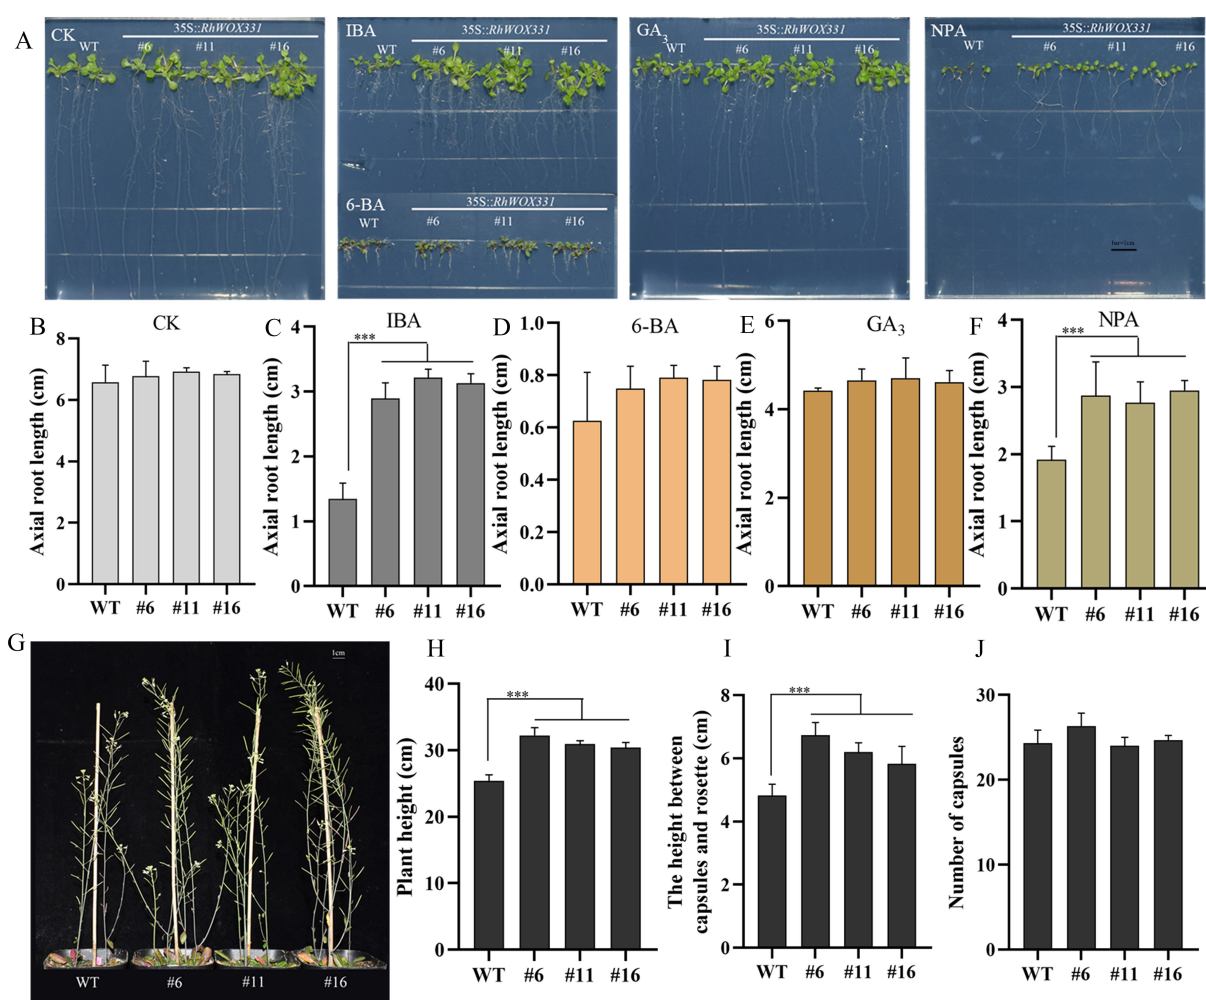 A
CK
35S::RhWOX331
WT #6 #11 #16
IBA
35S::RhWOX331
WT #6 #11 #16
6-BA
35S::RhWOX331
WT #6 #11 #16
GA3
35S::RhWOX331
WT #6 #11 #16
NPA
35S::RhWOX331
WT #6 #11 #16
bar=1cm
B
CK
Axial root length (cm)
8
6
4
2
0
WT #6 #11 #16
C
IBA
***
Axial root length (cm)
4
3
2
1
0
WT #6 #11 #16
D
6-BA
Axial root length (cm)
1.0
0.8
0.6
0.4
0.2
0.0
WT #6 #11 #16
E
GA3
Axial root length (cm)
6
4
2
0
WT #6 #11 #16
F
NPA
***
Axial root length (cm)
4
3
2
1
0
WT #6 #11 #16
G
1cm
WT #6 #11 #16
H
***
Plant height (cm)
40
30
20
10
0
WT #6 #11 #16
I
***
The height between
capsules and rosette (cm)
8
6
4
2
0
WT #6 #11 #16
J
Number of capsules
30
20
10
0
WT #6 #11 #16